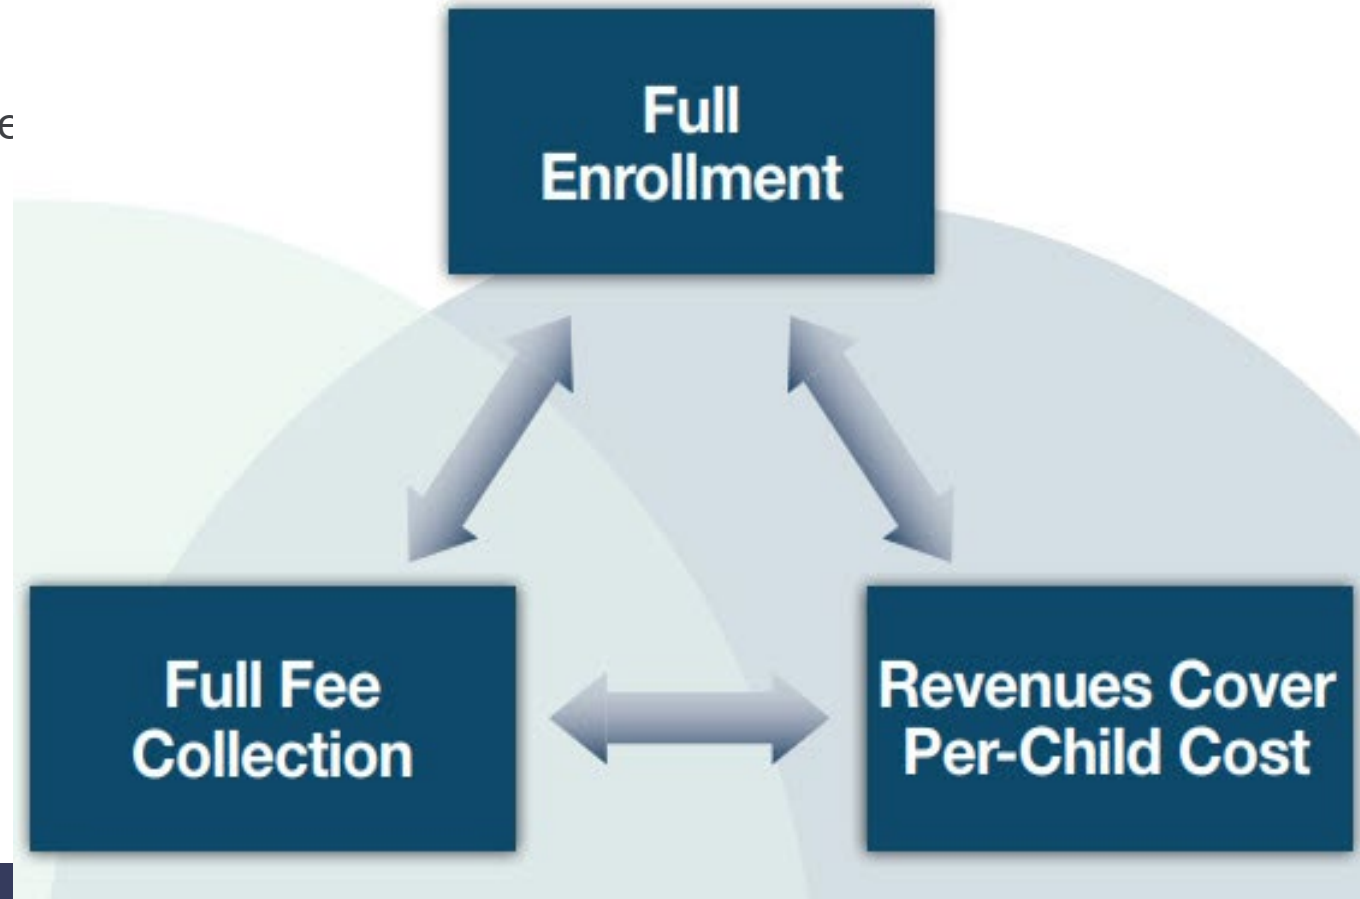 Full
Enrollment
Full Fee
Collection
Revenues Cover
Per-Child Cost